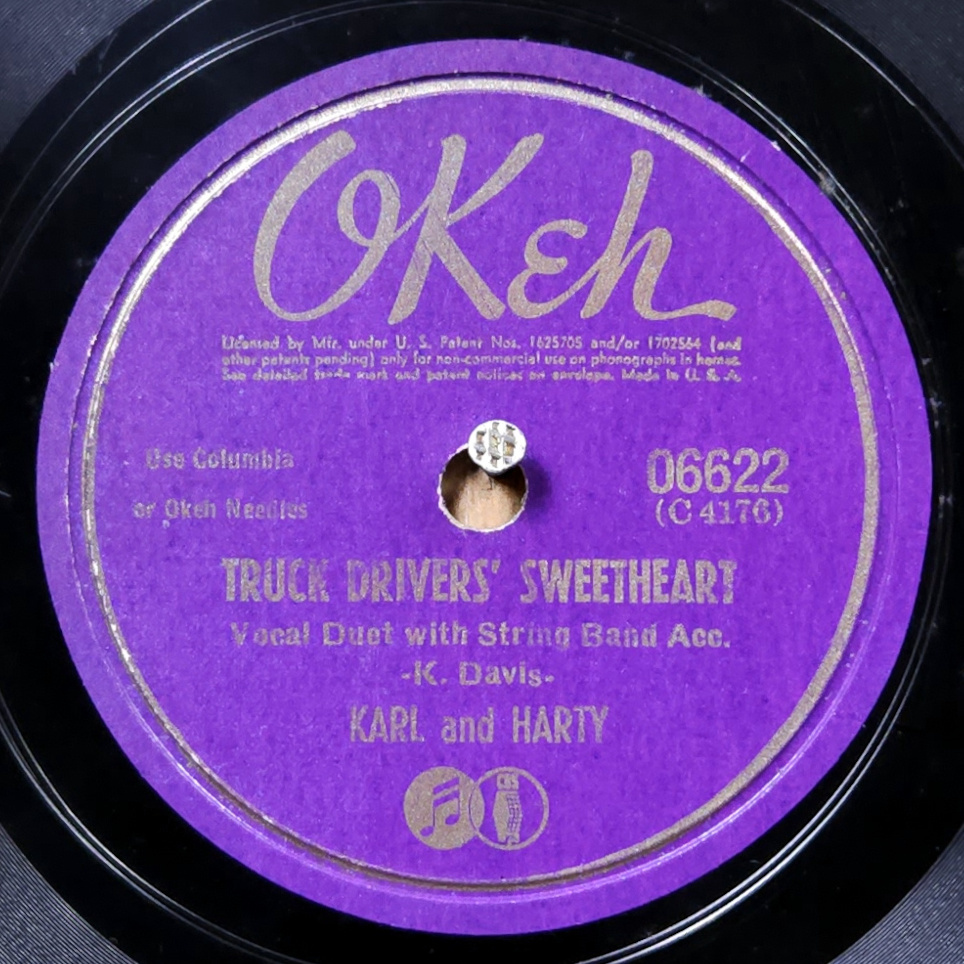 OKeh
Licensed by Mfr. under U. S. Patent Nos. 1625705 and/or 1702564 (and
other patents pending) only for non-commercial use on phonographs in homes.
See detailed trade mark and patent notices on envelope. Made in U. S. A.
Use Columbia
or Okeh Needles
06622
(C 4176)
TRUCK DRIVERS' SWEETHEART
Vocal Duet with String Band Acc.
-K. Davis-
KARL and HARTY
CBS